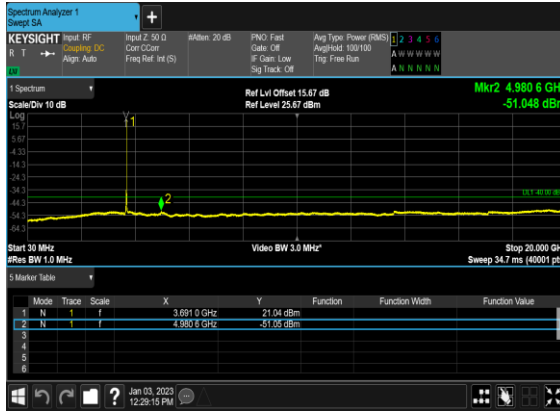 Spectrum Analyzer 1
Swept SA
KEYSIGHT
R T
LU
Input: RF
Coupling: DC
Align: Auto
Input Z: 50 Ω
Corr CCorr
Freq Ref: Int (S)
#Atten: 20 dB
PNO: Fast
Gate: Off
IF Gain: Low
Sig Track: Off
Avg Type: Power (RMS)
Avg|Hold: 100/100
Trig: Free Run
1 2 3 4 5 6
A W W W W W
A N N N N N
1 Spectrum
Scale/Div 10 dB
Ref Lvl Offset 15.67 dB
Ref Level 25.67 dBm
Mkr2 4.980 6 GH
-51.048 dB
Log
15.7
5.67
-4.33
-14.3
-24.3
-34.3
-44.3
-54.3
-64.3
1
2
DL1 -40.00 dB
Start 30 MHz
#Res BW 1.0 MHz
Video BW 3.0 MHz*
Stop 20.000 GH
Sweep 34.7 ms (40001 pt
5 Marker Table
Mode Trace Scale X Y Function Function Width Function Value
1 N 1 f 3.691 0 GHz 21.04 dBm
2 N 1 f 4.980 6 GHz -51.05 dBm
3
4
5
6
Jan 03, 2023
12:29:15 PM